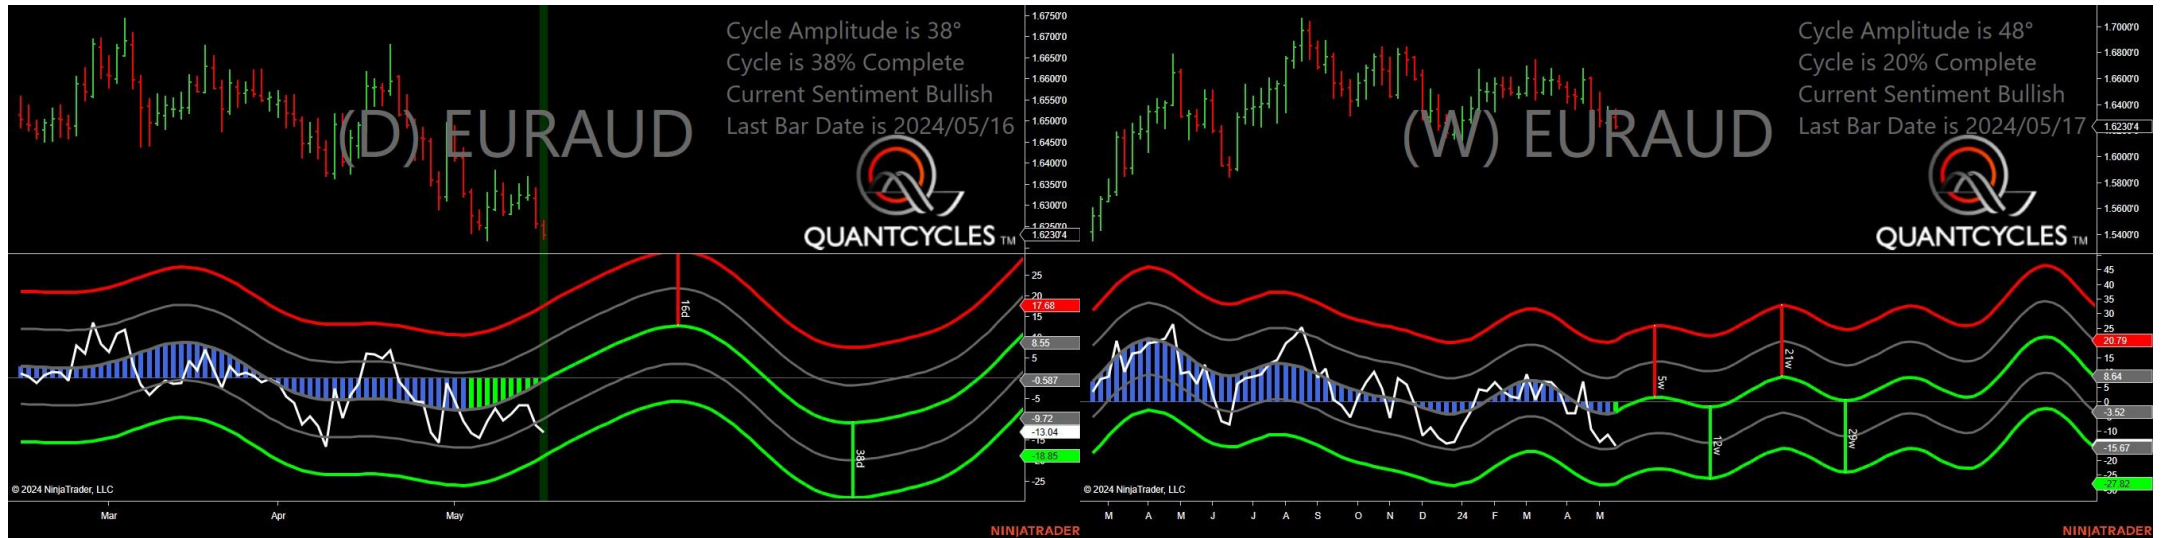 Cycle Amplitude is 38°
Cycle is 38% Complete
Current Sentiment Bullish
Last Bar Date is 2024/05/16
(D) EURAUD
QUANTCYCLES TM
1.6750'0
1.6700'0
1.6650'0
1.6600'0
1.6550'0
1.6500'0
1.6450'0
1.6400'0
1.6350'0
1.6300'0
1.6230'4
25
20
17.68
15
8.55
5
-0.587
-5
-9.72
-13.04
-15
-18.85
-25
16d
38d
© 2024 NinjaTrader, LLC
Mar Apr May
NINJATRADER
Cycle Amplitude is 48°
Cycle is 20% Complete
Current Sentiment Bullish
Last Bar Date is 2024/05/17
(W) EURAUD
QUANTCYCLES TM
1.7000'0
1.6800'0
1.6600'0
1.6400'0
1.6230'4
1.6000'0
1.5800'0
1.5600'0
1.5400'0
45
40
35
30
25
20.79
15
8.64
5
0
-3.52
-10
-15.67
-20
-25
-27.82
5w
12w
21w
29w
© 2024 NinjaTrader, LLC
M A M J J A S O N D 24 F M A M
NINJATRADER